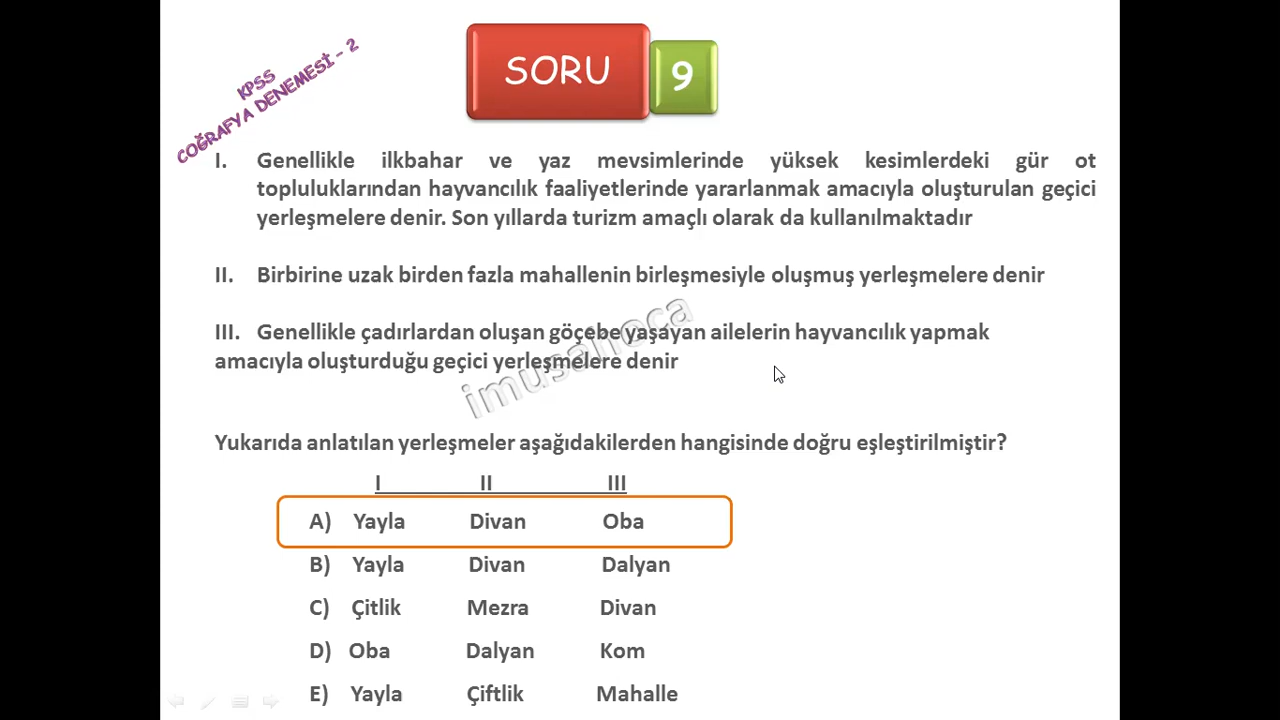 KPSS
COĞRAFYA DENEMESİ - 2
SORU 9
I. Genellikle ilkbahar ve yaz mevsimlerinde yüksek kesimlerdeki gür ot
topluluklarından hayvancılık faaliyetlerinde yararlanmak amacıyla oluşturulan geçici
yerleşmelere denir. Son yıllarda turizm amaçlı olarak da kullanılmaktadır
II. Birbirine uzak birden fazla mahallenin birleşmesiyle oluşmuş yerleşmelere denir
III. Genellikle çadırlardan oluşan göçebe yaşayan ailelerin hayvancılık yapmak
amacıyla oluşturduğu geçici yerleşmelere denir
imusahoca
Yukarıda anlatılan yerleşmeler aşağıdakilerden hangisinde doğru eşleştirilmiştir?
I II III
A) Yayla Divan Oba
B) Yayla Divan Dalyan
C) Çitlik Mezra Divan
D) Oba Dalyan Kom
E) Yayla Çiftlik Mahalle